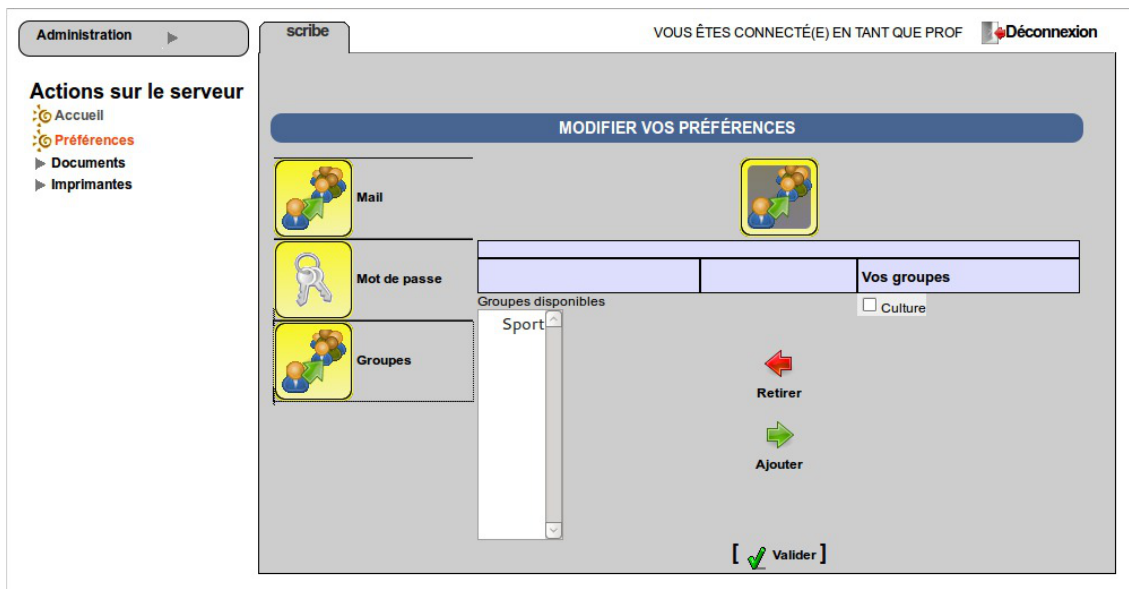 Administration
scribe
VOUS ÊTES CONNECTÉ(E) EN TANT QUE PROF
Déconnexion
Actions sur le serveur
Accueil
Préférences
Documents
Imprimantes
MODIFIER VOS PRÉFÉRENCES
Mail
Mot de passe
Groupes
Vos groupes
Groupes disponibles
Culture
Sport
Retirer
Ajouter
[ Valider ]